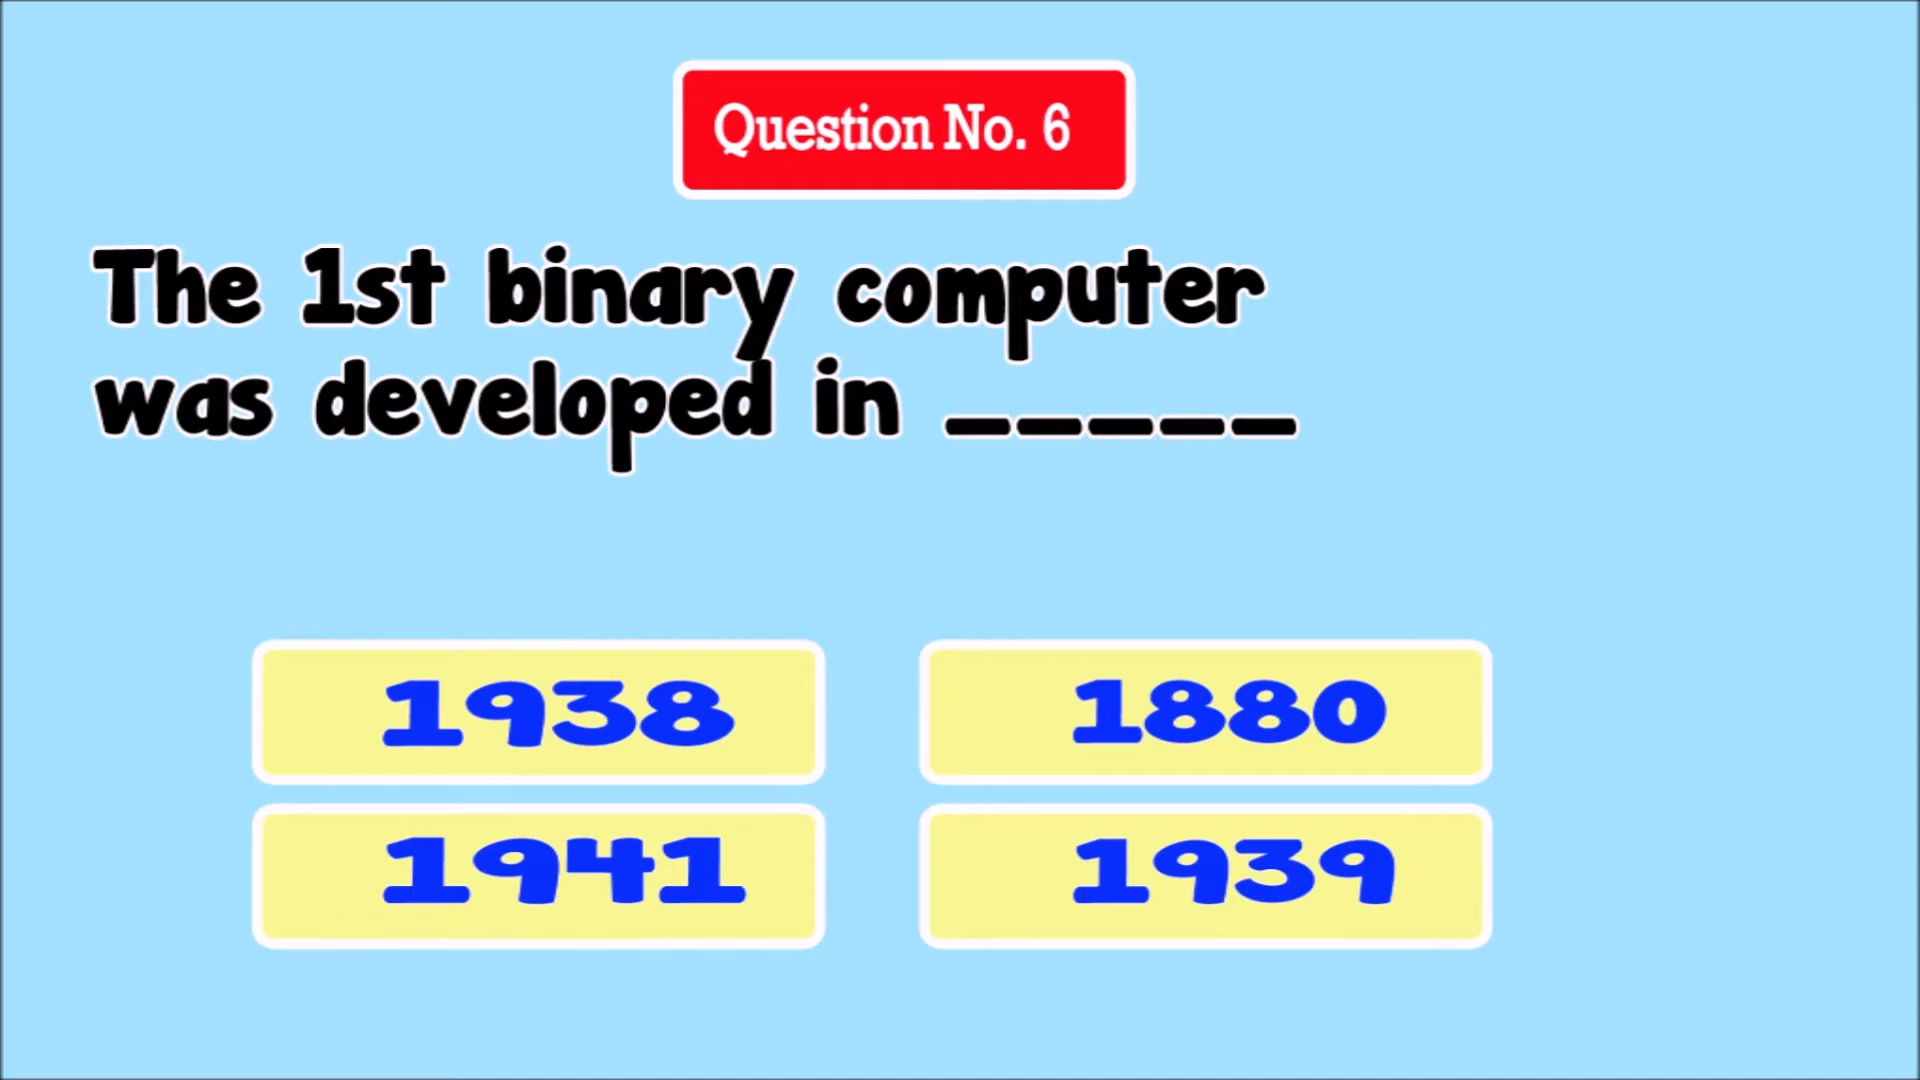 Question No. 6
The 1st binary computer
was developed in _____
1938
1880
1941
1939